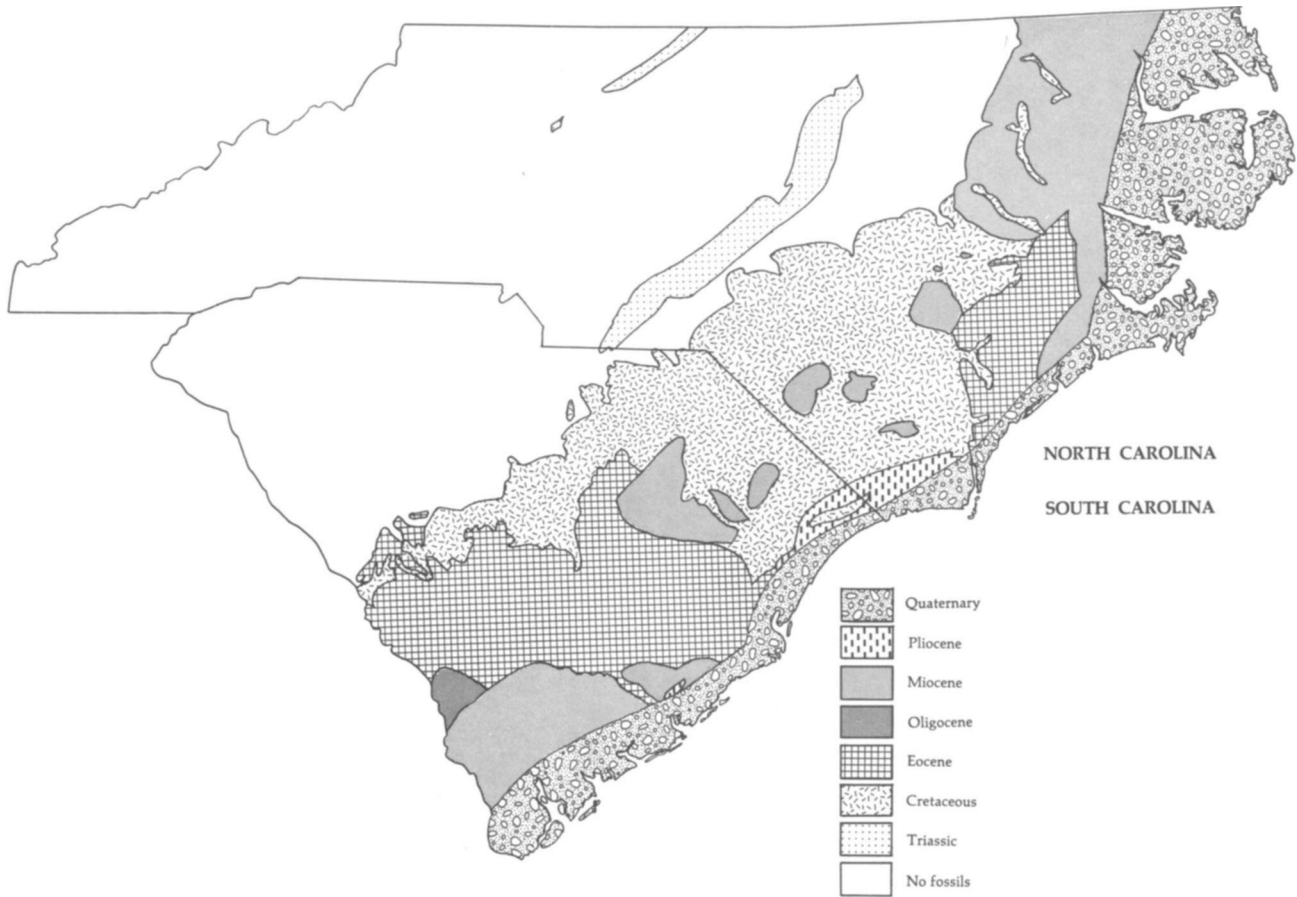 NORTH CAROLINA
SOUTH CAROLINA
Quaternary
Pliocene
Miocene
Oligocene
Eocene
Cretaceous
Triassic
No fossils